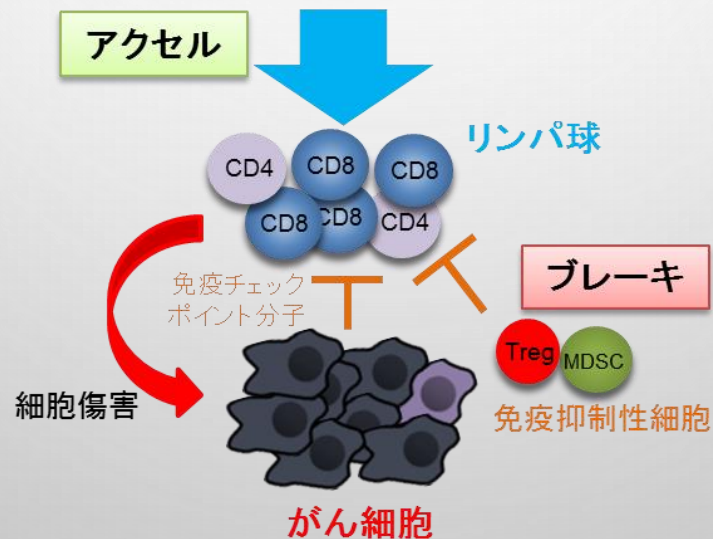 アクセル
リンパ球
CD4
CD8
CD8
CD8
CD8
CD4
免疫チェック
ポイント分子
ブレーキ
Treg
MDSC
細胞傷害
免疫抑制性細胞
がん細胞